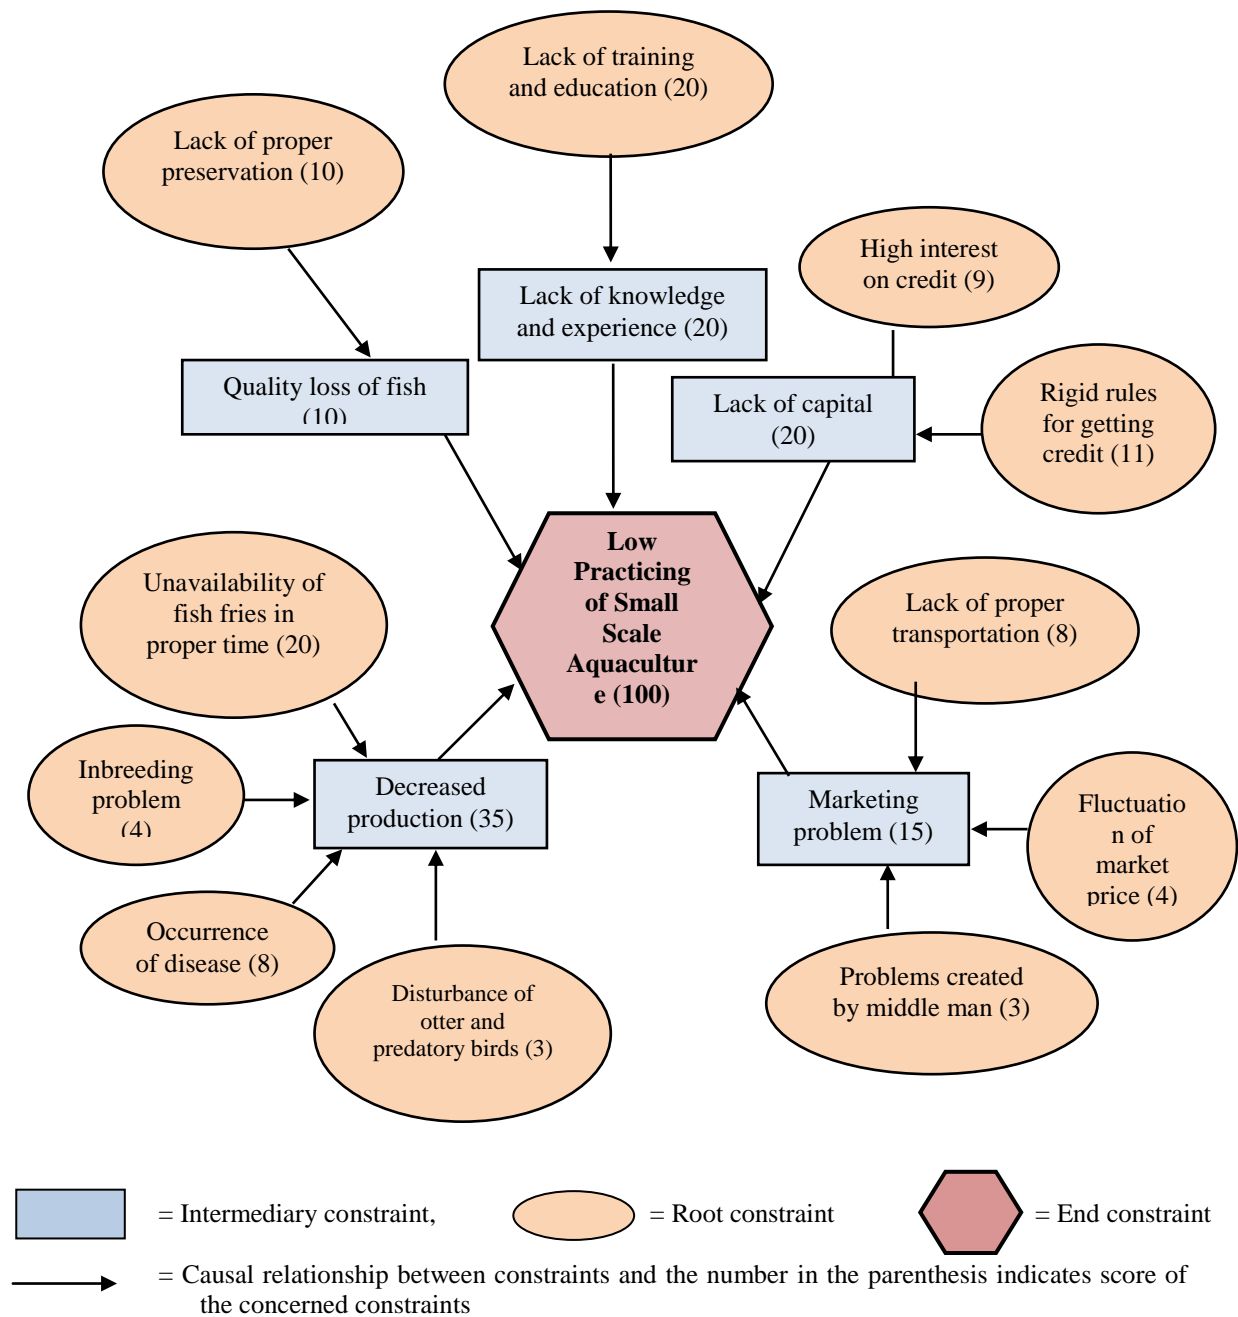 Lack of training
and education (20)
Lack of proper
preservation (10)
High interest
on credit (9)
Lack of knowledge
and experience (20)
Quality loss of fish
(10)
Lack of capital
(20)
Rigid rules
for getting
credit (11)
Low
Practicing
of Small
Scale
Aquacultur
e (100)
Unavailability of
fish fries in
proper time (20)
Lack of proper
transportation (8)
Inbreeding
problem
(4)
Decreased
production (35)
Marketing
problem (15)
Fluctuatio
n of
market
price (4)
Occurrence
of disease (8)
Disturbance of
otter and
predatory birds (3)
Problems created
by middle man (3)
= Intermediary constraint,
= Root constraint
= End constraint
= Causal relationship between constraints and the number in the parenthesis indicates score of
the concerned constraints